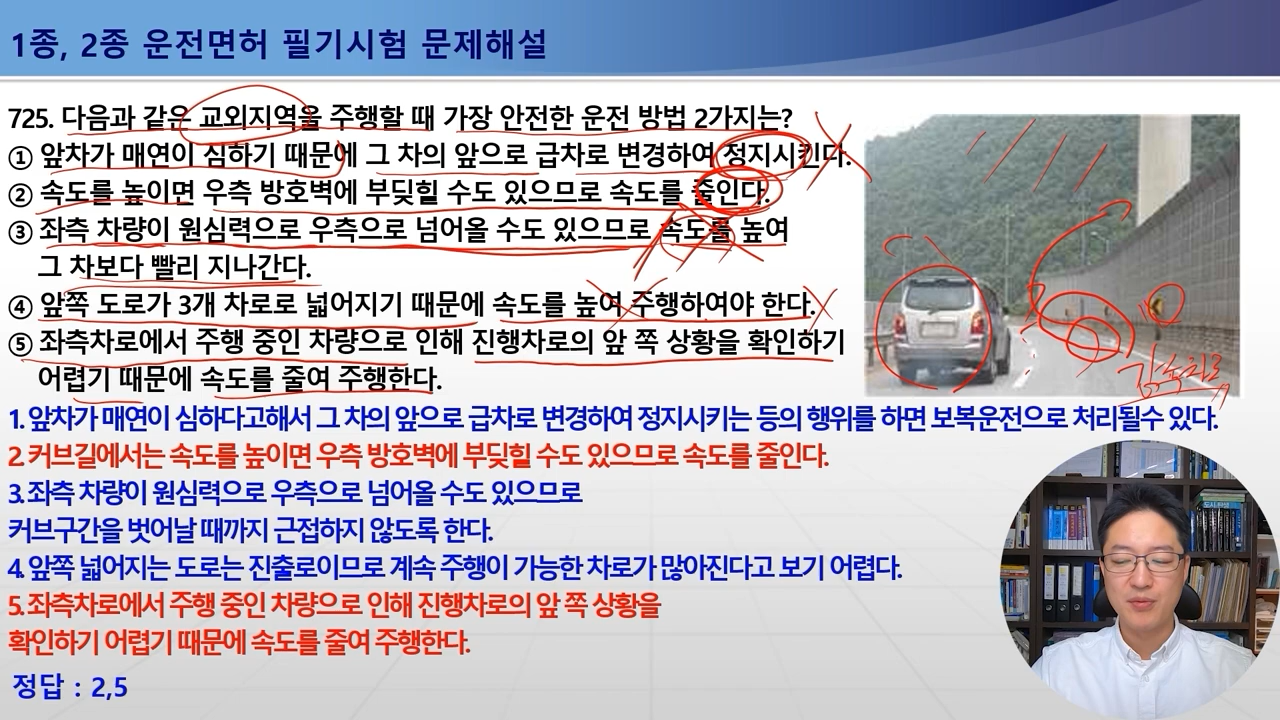 1종, 2종 운전면허 필기시험 문제해설
725. 다음과 같은 교외지역을 주행할 때 가장 안전한 운전 방법 2가지는?
① 앞차가 매연이 심하기 때문에 그 차의 앞으로 급차로 변경하여 정지시킨다.
② 속도를 높이면 우측 방호벽에 부딪힐 수도 있으므로 속도를 줄인다.
③ 좌측 차량이 원심력으로 우측으로 넘어올 수도 있으므로 속도를 높여
그 차보다 빨리 지나간다.
④ 앞쪽 도로가 3개 차로로 넓어지기 때문에 속도를 높여 주행하여야 한다.
⑤ 좌측차로에서 주행 중인 차량으로 인해 진행차로의 앞 쪽 상황을 확인하기
어렵기 때문에 속도를 줄여 주행한다.
1. 앞차가 매연이 심하다고해서 그 차의 앞으로 급차로 변경하여 정지시키는 등의 행위를 하면 보복운전으로 처리될수 있다.
2. 커브길에서는 속도를 높이면 우측 방호벽에 부딪힐 수도 있으므로 속도를 줄인다.
3. 좌측 차량이 원심력으로 우측으로 넘어올 수도 있으므로
커브구간을 벗어날 때까지 근접하지 않도록 한다.
4. 앞쪽 넓어지는 도로는 진출로이므로 계속 주행이 가능한 차로가 많아진다고 보기 어렵다.
5. 좌측차로에서 주행 중인 차량으로 인해 진행차로의 앞 쪽 상황을
확인하기 어렵기 때문에 속도를 줄여 주행한다.
정답 : 2,5